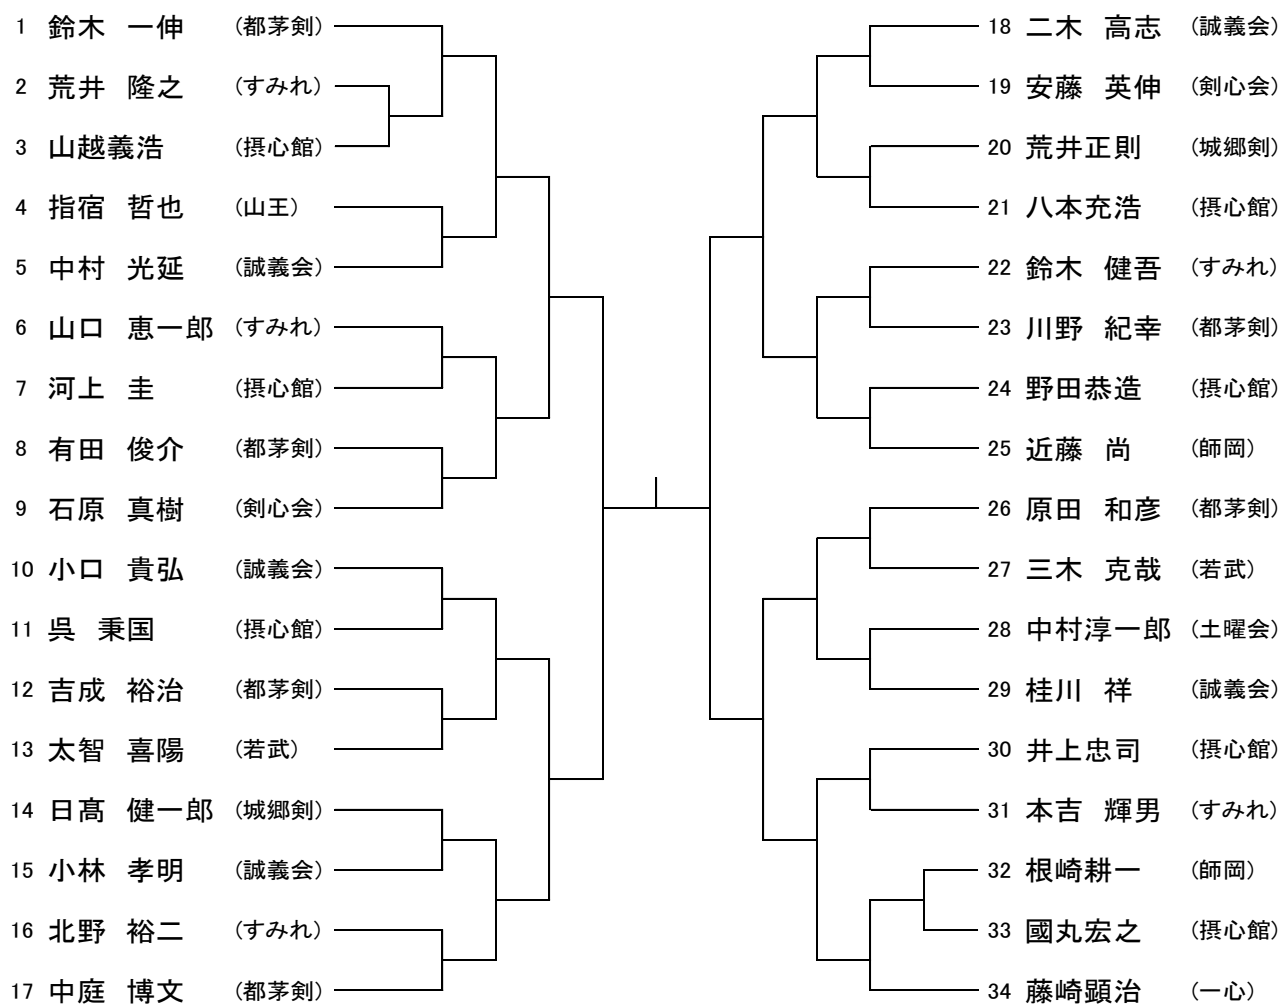 1 鈴木 一伸 (都茅剣)
2 荒井 隆之 (すみれ)
3 山越義浩 (摂心館)
4 指宿 哲也 (山王)
5 中村 光延 (誠義会)
6 山口 恵一郎 (すみれ)
7 河上 圭 (摂心館)
8 有田 俊介 (都茅剣)
9 石原 真樹 (剣心会)
10 小口 貴弘 (誠義会)
11 呉 秉国 (摂心館)
12 吉成 裕治 (都茅剣)
13 太智 喜陽 (若武)
14 日髙 健一郎 (城郷剣)
15 小林 孝明 (誠義会)
16 北野 裕二 (すみれ)
17 中庭 博文 (都茅剣)
18 二木 高志 (誠義会)
19 安藤 英伸 (剣心会)
20 荒井正則 (城郷剣)
21 八本充浩 (摂心館)
22 鈴木 健吾 (すみれ)
23 川野 紀幸 (都茅剣)
24 野田恭造 (摂心館)
25 近藤 尚 (師岡)
26 原田 和彦 (都茅剣)
27 三木 克哉 (若武)
28 中村淳一郎 (土曜会)
29 桂川 祥 (誠義会)
30 井上忠司 (摂心館)
31 本吉 輝男 (すみれ)
32 根崎耕一 (師岡)
33 國丸宏之 (摂心館)
34 藤崎顕治 (一心)